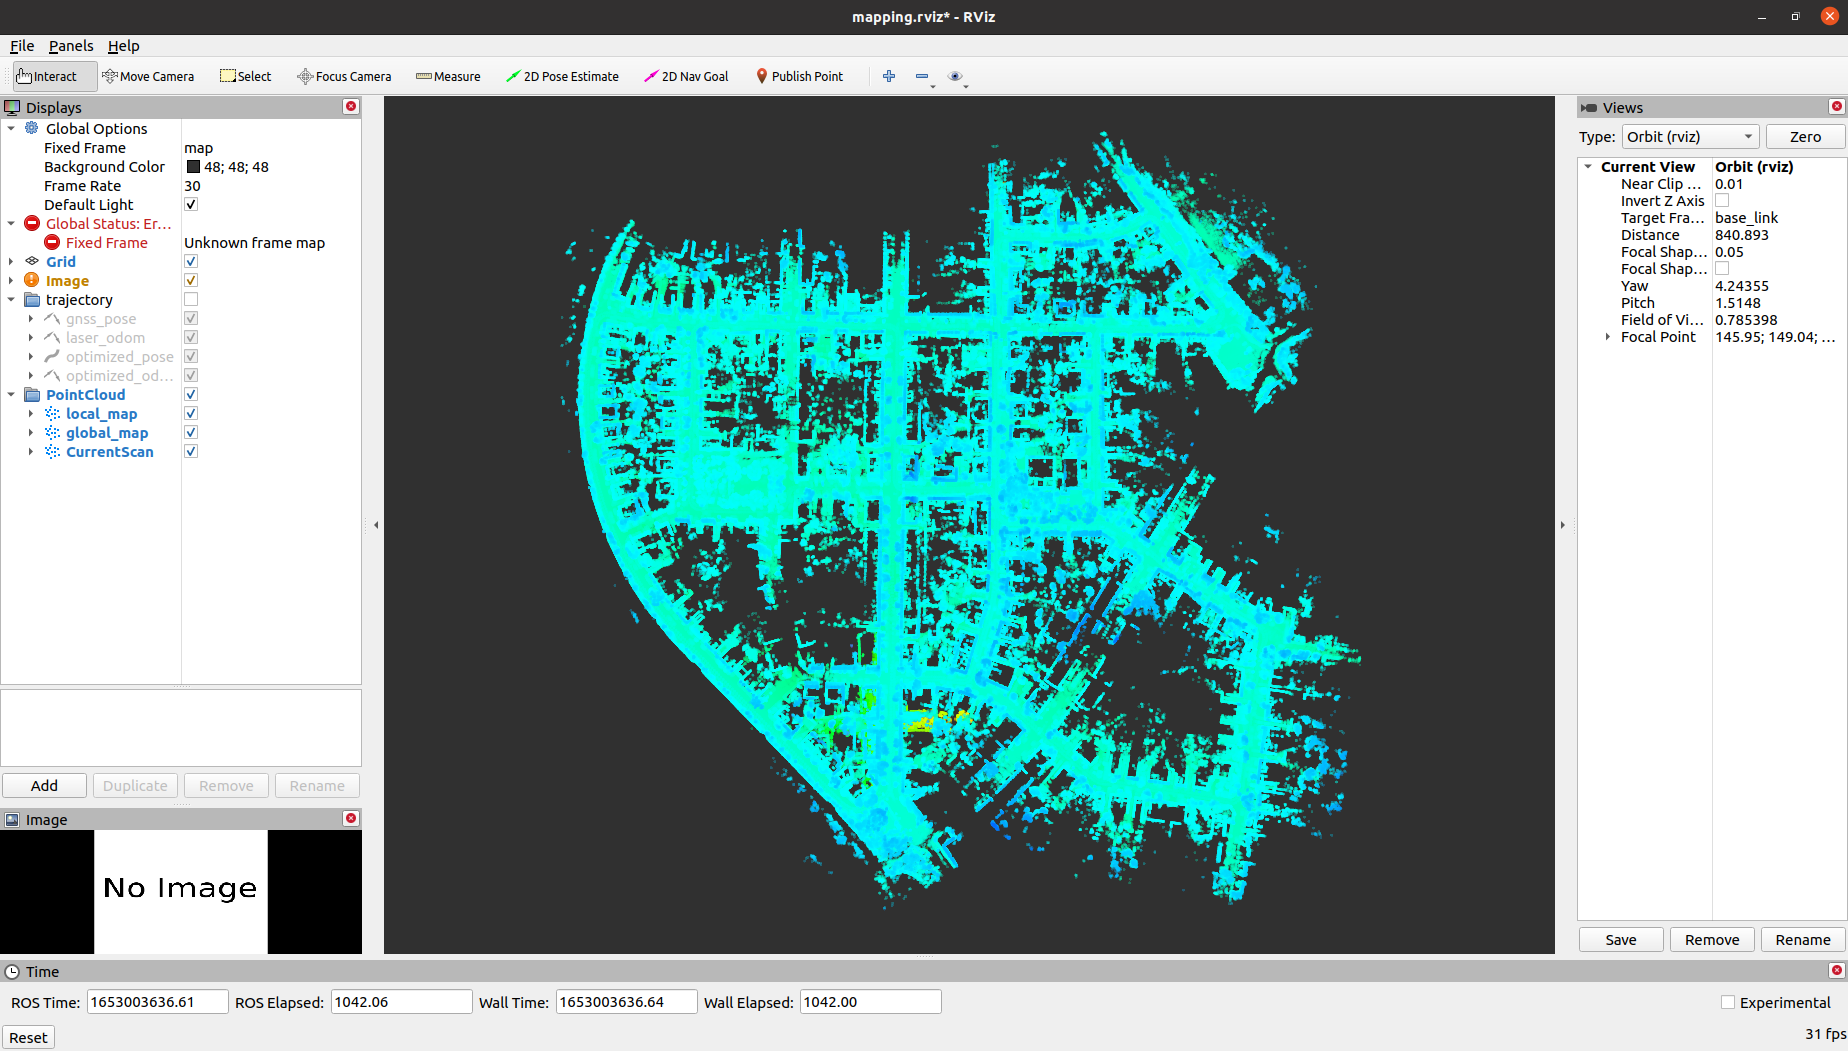 mapping.rviz* - RViz
File Panels Help
Interact Move Camera Select Focus Camera Measure 2D Pose Estimate 2D Nav Goal Publish Point
Displays
Global Options
Fixed Frame map
Background Color 48; 48; 48
Frame Rate 30
Default Light
Global Status: Er...
Fixed Frame Unknown frame map
Grid
Image
trajectory
gnss_pose
laser_odom
optimized_pose
optimized_od...
PointCloud
local_map
global_map
CurrentScan
Add Duplicate Remove Rename
Image
No Image
Views
Type: Orbit (rviz) Zero
Current View Orbit (rviz)
Near Clip ... 0.01
Invert Z Axis
Target Fra... base_link
Distance 840.893
Focal Shap... 0.05
Focal Shap...
Yaw 4.24355
Pitch 1.5148
Field of Vi... 0.785398
Focal Point 145.95; 149.04; ...
Save Remove Rename
Time
ROS Time: 1653003636.61 ROS Elapsed: 1042.06 Wall Time: 1653003636.64 Wall Elapsed: 1042.00 Experimental
Reset 31 fps